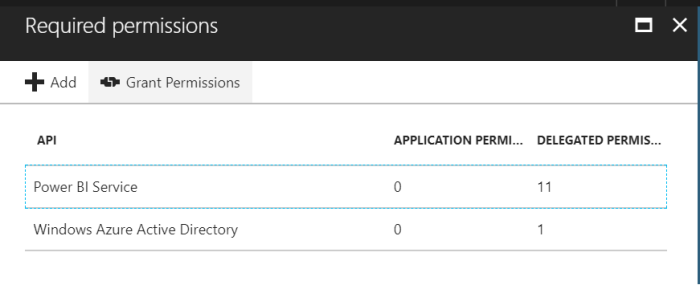 Required permissions
Add Grant Permissions
API APPLICATION PERMI... DELEGATED PERMIS...
Power BI Service 0 11
Windows Azure Active Directory 0 1